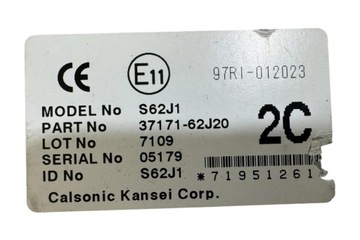 CE E11 97RI-012023
MODEL No S62J1
PART No 37171-62J20
LOT No 7109
SERIAL No 05179
ID No S62J1
2C
*71951261
Calsonic Kansei Corp.